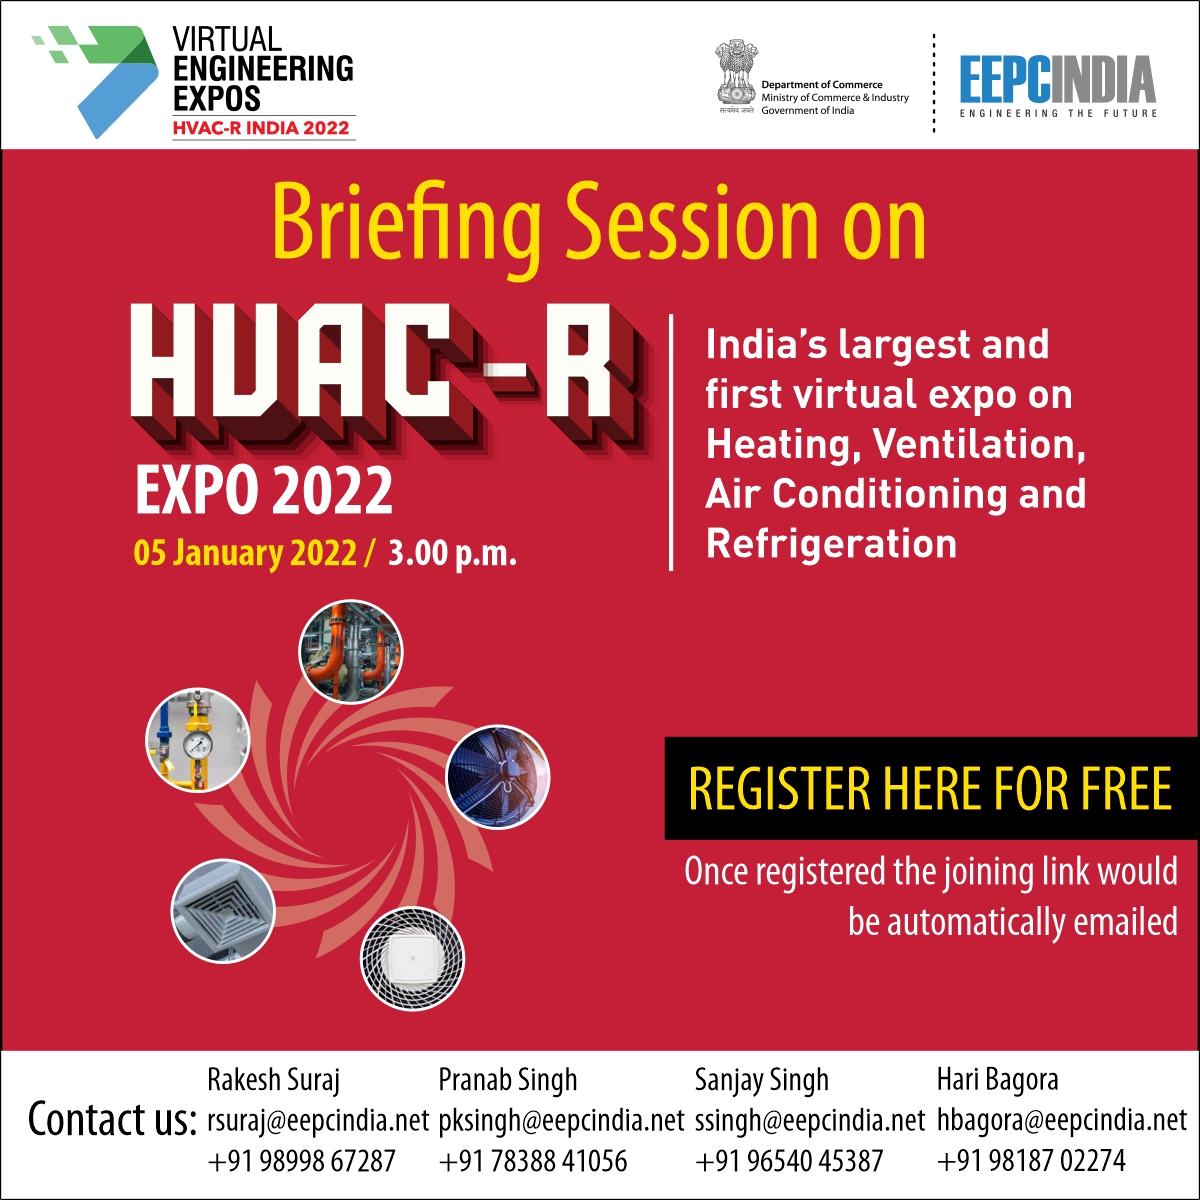 VIRTUAL
ENGINEERING
EXPOS
HVAC-R INDIA 2022
सत्यमेव जयते
Department of Commerce
Ministry of Commerce & Industry
Government of India
EEPCINDIA
ENGINEERING THE FUTURE
Briefing Session on
HVAC-R
EXPO 2022
05 January 2022 / 3.00 p.m.
India's largest and
first virtual expo on
Heating, Ventilation,
Air Conditioning and
Refrigeration
REGISTER HERE FOR FREE
Once registered the joining link would
be automatically emailed
Contact us:
Rakesh Suraj
rsuraj@eepcindia.net
+91 98998 67287
Pranab Singh
pksingh@eepcindia.net
+91 78388 41056
Sanjay Singh
ssingh@eepcindia.net
+91 96540 45387
Hari Bagora
hbagora@eepcindia.net
+91 98187 02274